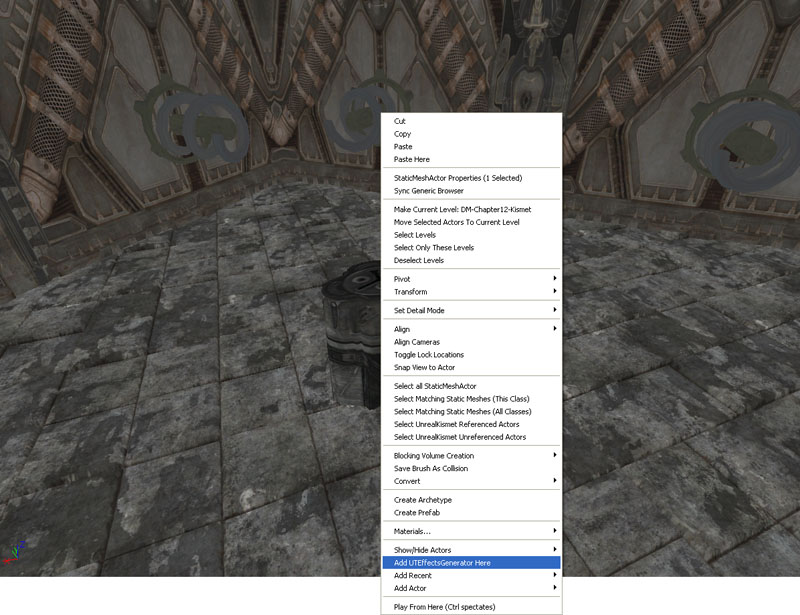 Cut
Copy
Paste
Paste Here
StaticMeshActor Properties (1 Selected)
Sync Generic Browser
Make Current Level: DM-Chapter12-Kismet
Move Selected Actors To Current Level
Select Levels
Select Only These Levels
Deselect Levels
Pivot
Transform
Set Detail Mode
Align
Align Cameras
Toggle Lock Locations
Snap View to Actor
Select all StaticMeshActor
Select Matching Static Meshes (This Class)
Select Matching Static Meshes (All Classes)
Select UnrealKismet Referenced Actors
Select UnrealKismet Unreferenced Actors
Blocking Volume Creation
Save Brush As Collision
Convert
Create Archetype
Create Prefab
Materials...
Show/Hide Actors
Add UTEffectsGenerator Here
Add Recent
Add Actor
Play From Here (Ctrl spectates)